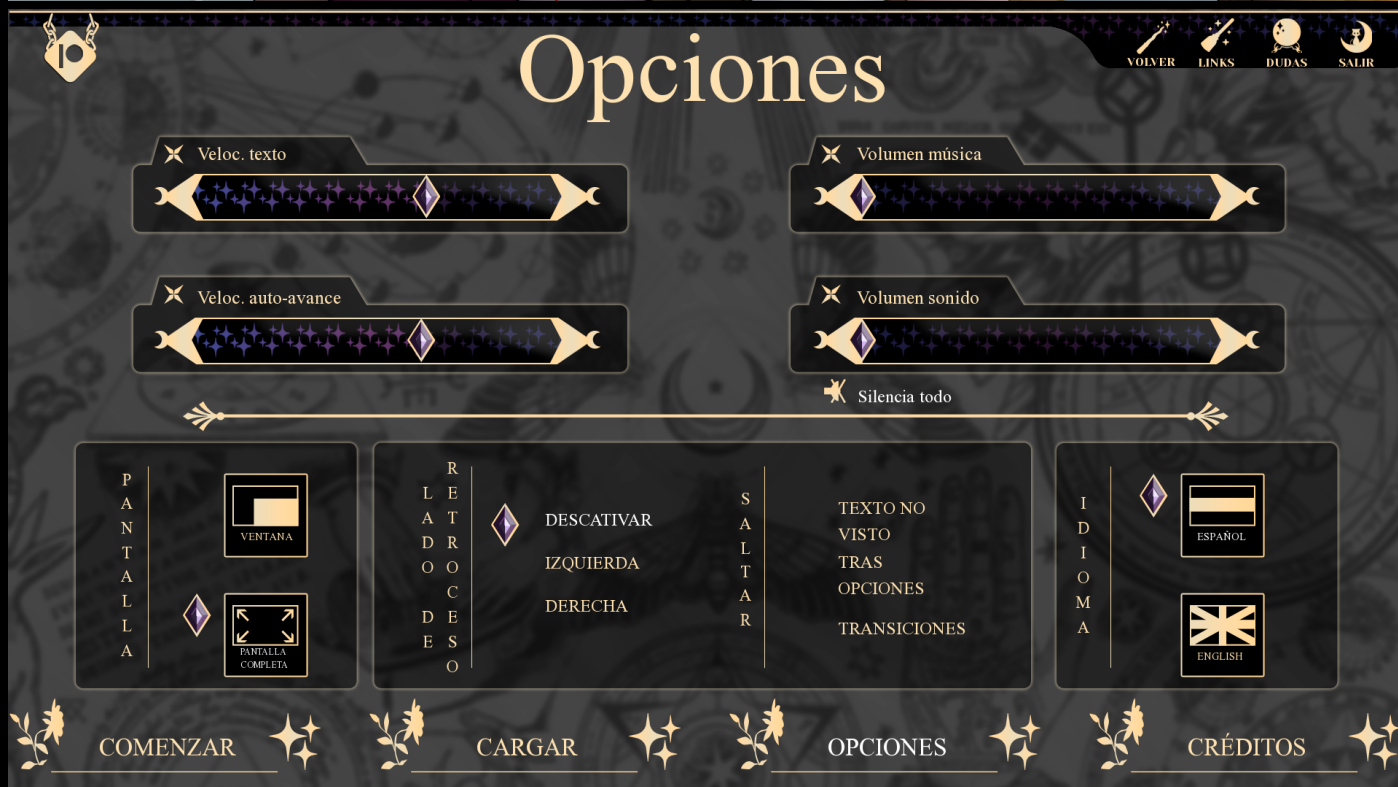 Opciones
VOLVER
LINKS
DUDAS
SALIR
Veloc. texto
Volumen música
Veloc. auto-avance
Volumen sonido
Silencia todo
PANTALLA
VENTANA
PANTALLA
COMPLETA
LADO DE
RETROCESO
DESCATIVAR
IZQUIERDA
DERECHA
SALTAR
TEXTO NO
VISTO
TRAS
OPCIONES
TRANSICIONES
IDIOMA
ESPAÑOL
ENGLISH
COMENZAR
CARGAR
OPCIONES
CRÉDITOS